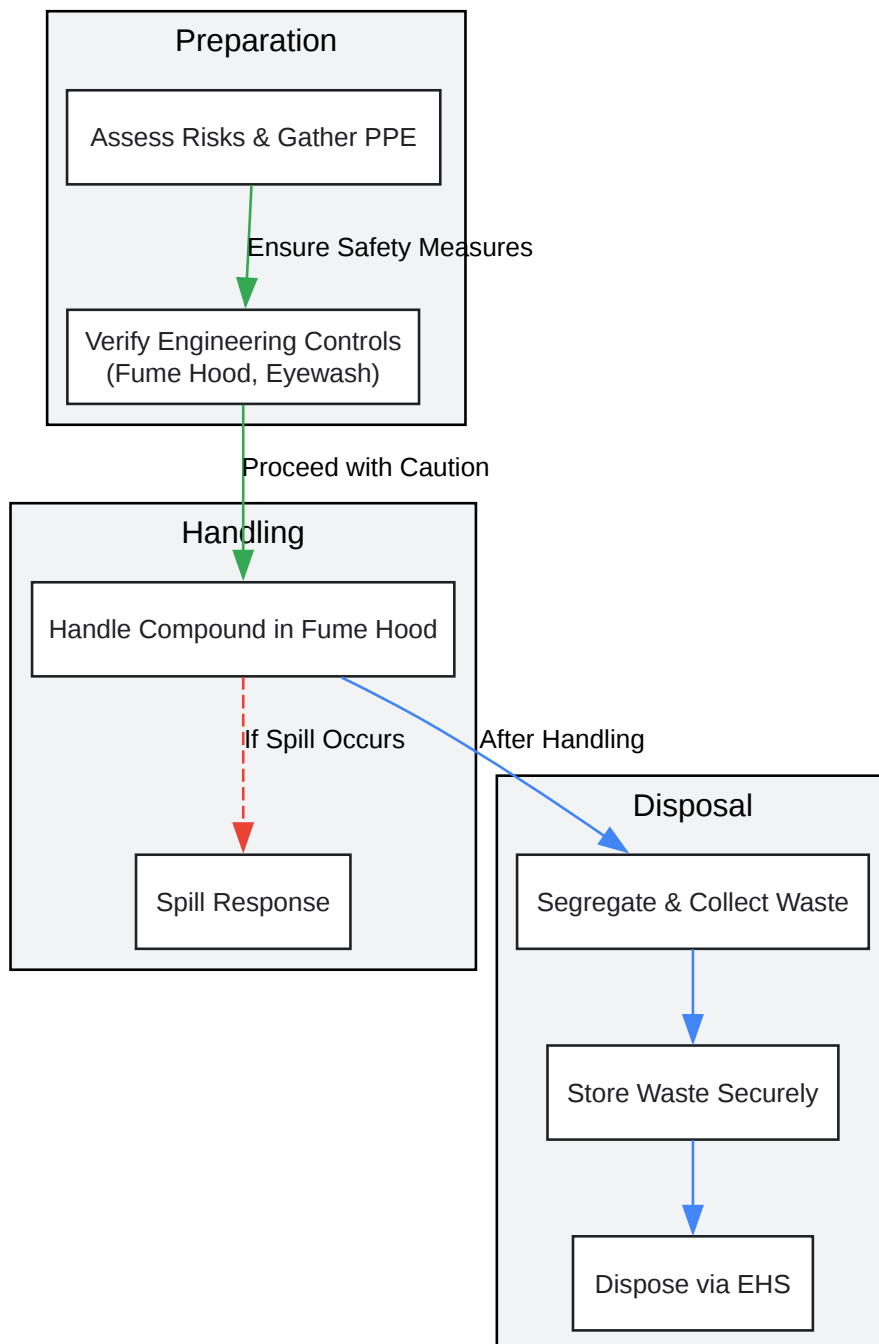 Preparation
Assess Risks & Gather PPE
Ensure Safety Measures
Verify Engineering Controls
(Fume Hood, Eyewash)
Proceed with Caution
Handling
Handle Compound in Fume Hood
If Spill Occurs
After Handling
Disposal
Spill Response
Segregate & Collect Waste
Store Waste Securely
Dispose via EHS